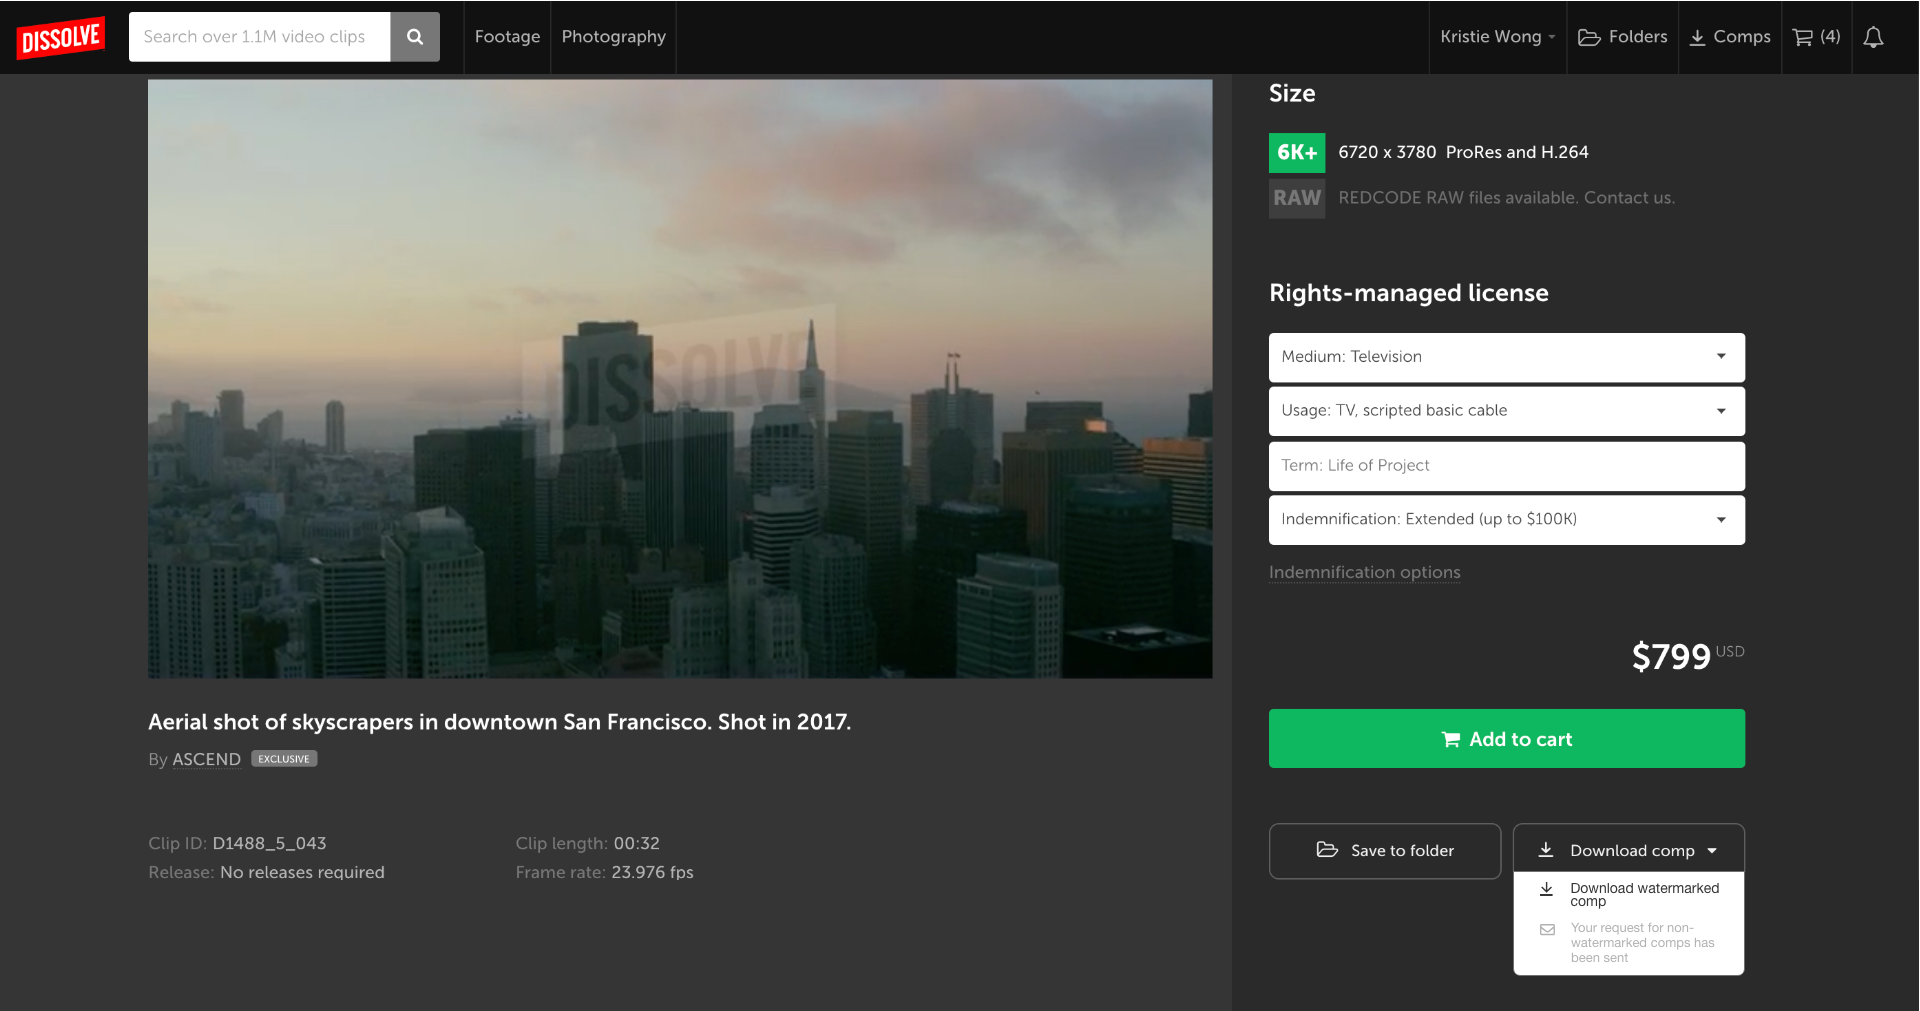 DISSOLVE
Search over 1.1M video clips
Footage
Photography
Kristie Wong
Folders
Comps
(4)
DISSOLVE
Aerial shot of skyscrapers in downtown San Francisco. Shot in 2017.
By ASCEND EXCLUSIVE
Clip ID: D1488_5_043
Clip length: 00:32
Release: No releases required
Frame rate: 23.976 fps
Size
6K+ 6720 x 3780 ProRes and H.264
RAW REDCODE RAW files available. Contact us.
Rights-managed license
Medium: Television
Usage: TV, scripted basic cable
Term: Life of Project
Indemnification: Extended (up to $100K)
Indemnification options
$799 USD
Add to cart
Save to folder
Download comp
Download watermarked
comp
Your request for non-
watermarked comps has
been sent